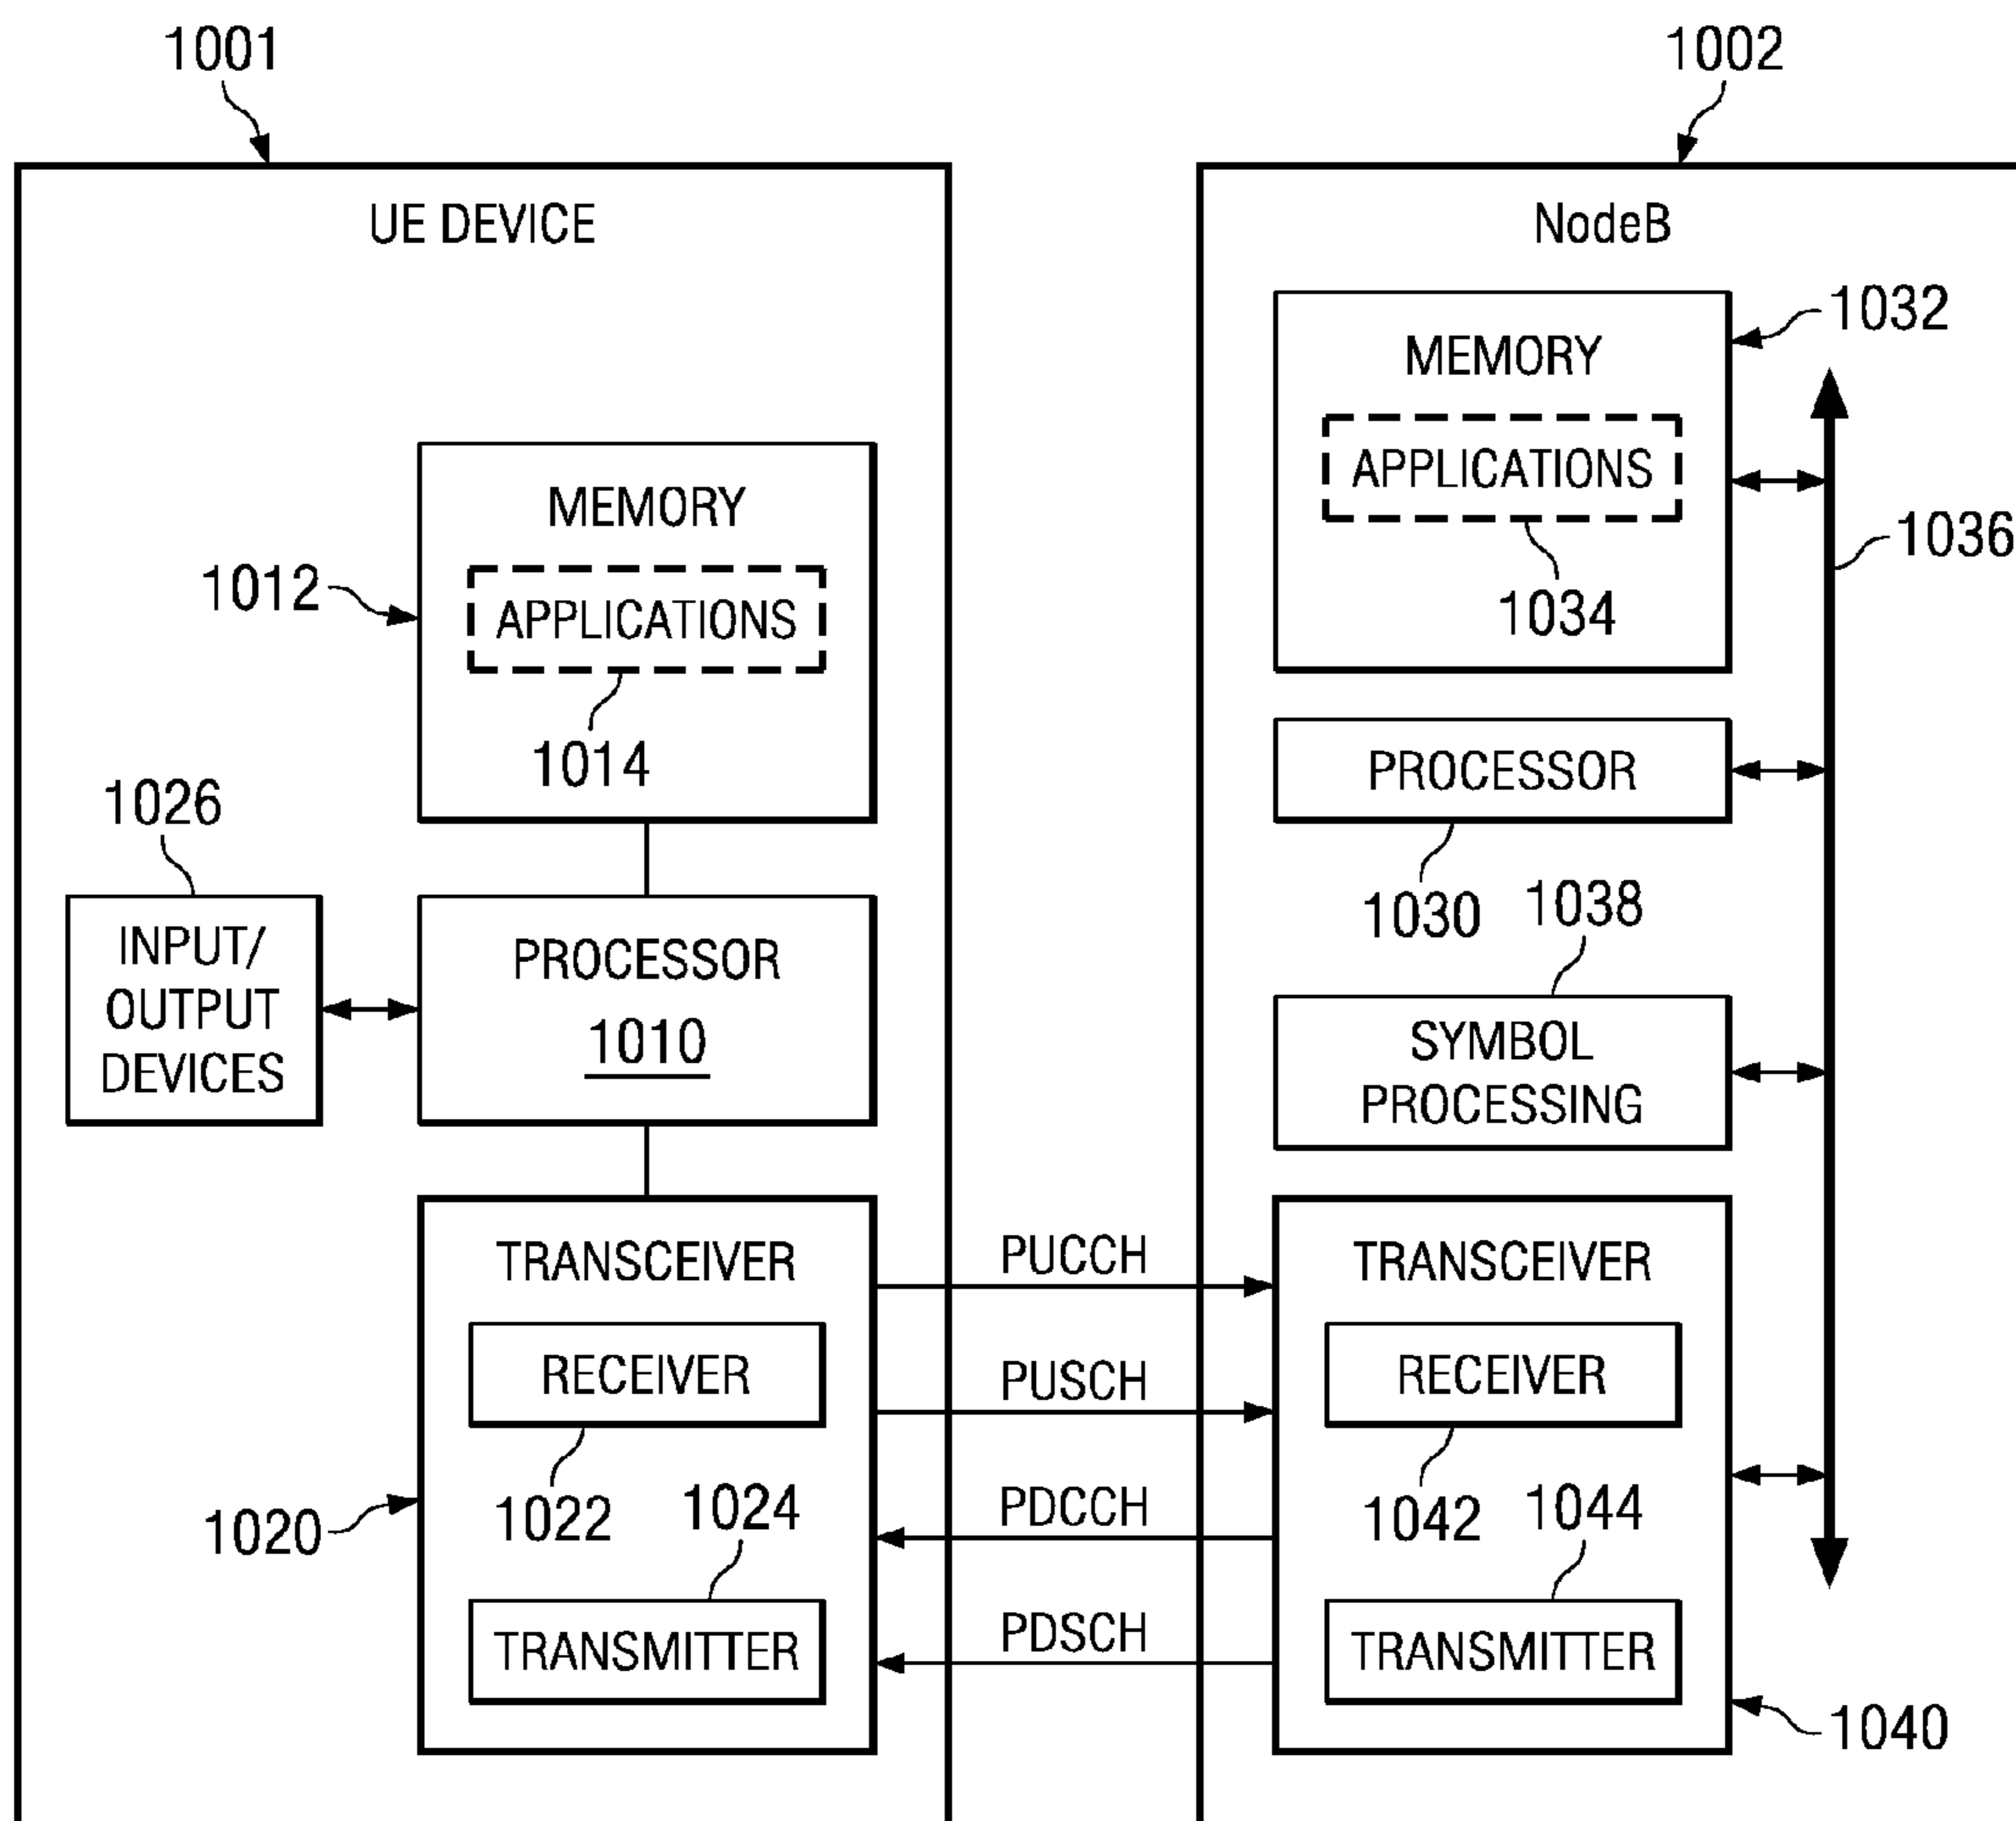 1001
1002
UE DEVICE
NodeB
MEMORY
APPLICATIONS
1012
1014
1026
INPUT/
OUTPUT
DEVICES
PROCESSOR
1010
TRANSCEIVER
RECEIVER
1022
1024
1020
TRANSMITTER
PUCCH
PUSCH
PDCCH
PDSCH
1032
MEMORY
APPLICATIONS
1034
1036
PROCESSOR
1030
1038
SYMBOL
PROCESSING
TRANSCEIVER
RECEIVER
1042
1044
TRANSMITTER
1040